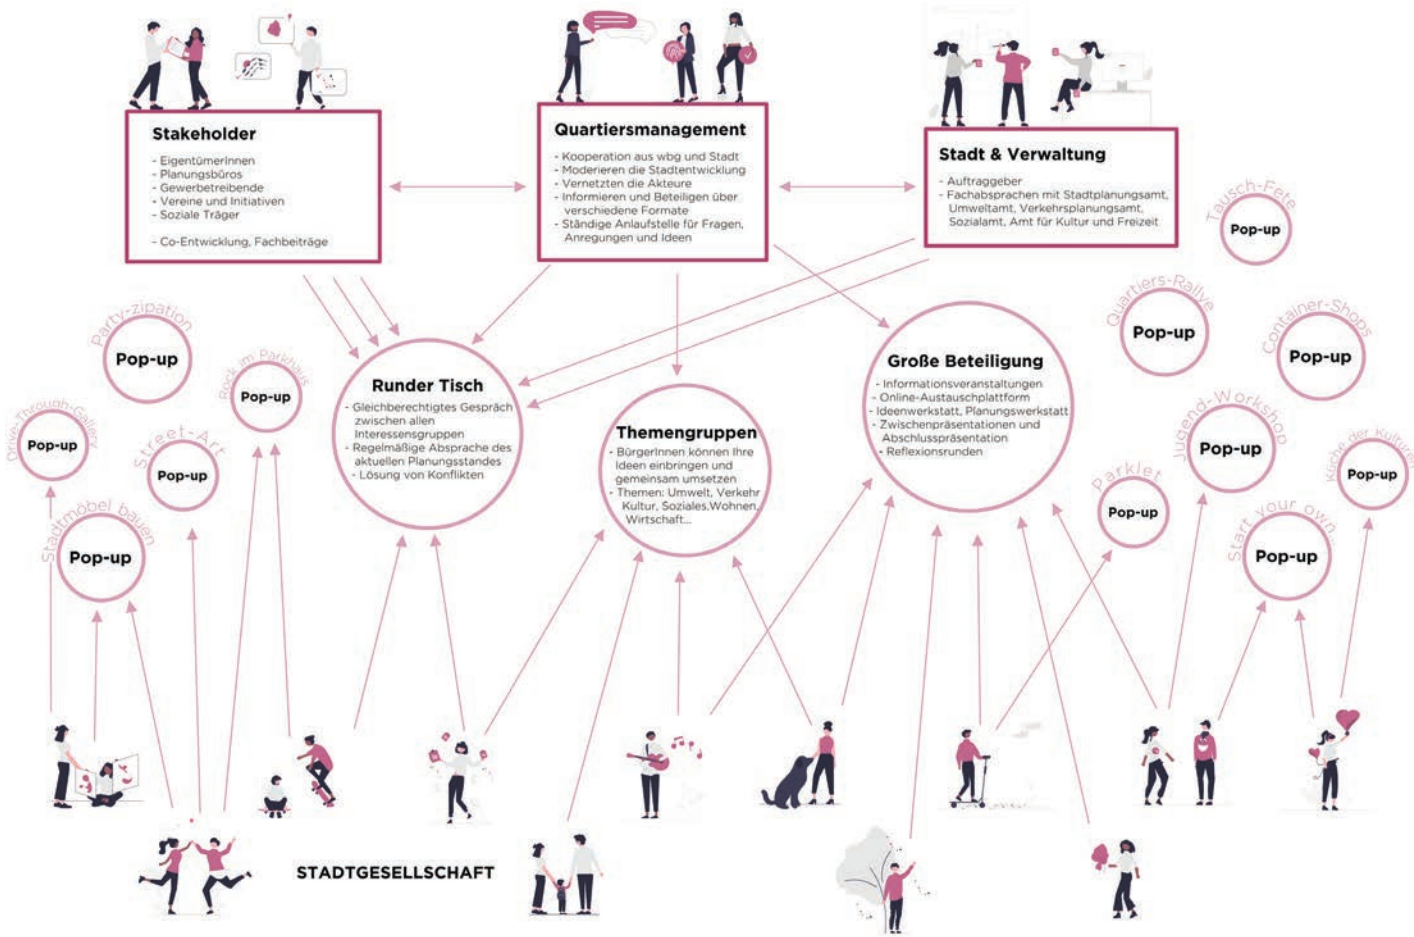 Stakeholder
- EigentümerInnen
- Planungsbüros
- Gewerbetreibende
- Vereine und Initiativen
- Soziale Träger
- Co-Entwicklung, Fachbeiträge
Quartiersmanagement
- Kooperation aus wbg und Stadt
- Moderieren die Stadtentwicklung
- Vernetzten die Akteure
- Informieren und Beteiligen über
verschiedene Formate
- Ständige Anlaufstelle für Fragen,
Anregungen und Ideen
Stadt & Verwaltung
- Auftraggeber
- Fachabsprachen mit Stadtplanungsamt,
Umweltamt, Verkehrsplanungsamt,
Sozialamt, Amt für Kultur und Freizeit
Tausch-Fete
Pop-up
Party-zipation
Pop-up
Rock im Parkhaus
Pop-up
Drive-Through-Gallery
Pop-up
Street-Art
Pop-up
Stadtmöbel bauen
Pop-up
Runder Tisch
- Gleichberechtigtes Gespräch
zwischen allen
Interessensgruppen
- Regelmäßige Absprache des
aktuellen Planungsstandes
- Lösung von Konflikten
Themengruppen
- BürgerInnen können Ihre
Ideen einbringen und
gemeinsam umsetzen
- Themen: Umwelt, Verkehr
Kultur, Soziales,Wohnen,
Wirtschaft...
Große Beteiligung
- Informationsveranstaltungen
- Online-Austauschplattform
- Ideenwerkstatt, Planungswerkstatt
- Zwischenpräsentationen und
Abschlusspräsentation
- Reflexionsrunden
Quartiers-Rallye
Pop-up
Container-Shops
Pop-up
Jugend-Workshop
Pop-up
Küche der Kulturen
Pop-up
Parklet
Pop-up
Start your own...
Pop-up
STADTGESELLSCHAFT